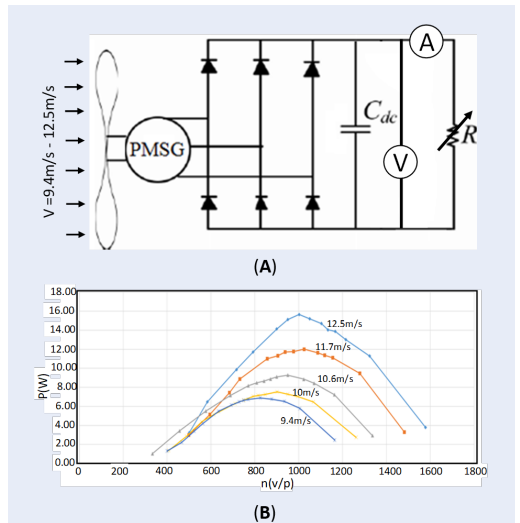 V =9.4m/s - 12.5m/s
PMSG
C dc
A
V
R
(A)
P(W)
18.00
16.00
14.00
12.00
10.00
8.00
6.00
4.00
2.00
0.00
12.5m/s
11.7m/s
10.6m/s
10m/s
9.4m/s
0 200 400 600 800 1000 1200 1400 1600 1800
n(v/p)
(B)